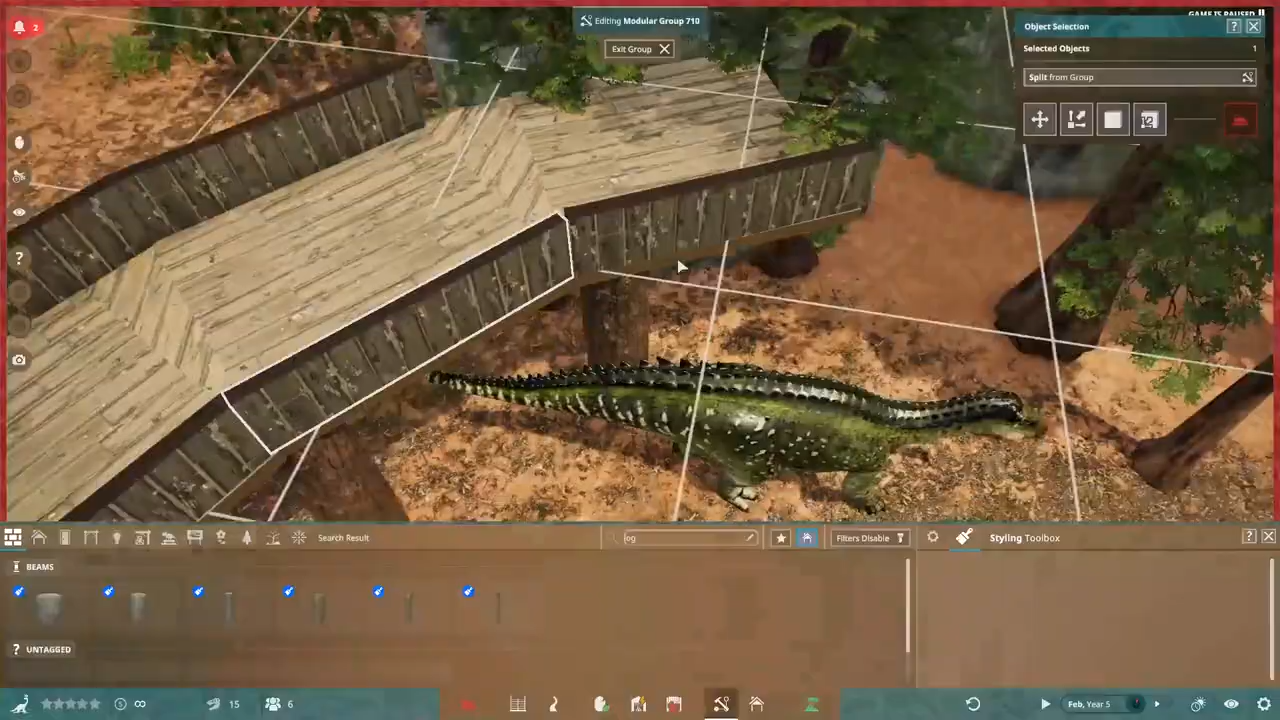 2
Editing Modular Group 710
Exit Group
GAME IS PAUSED
Object Selection
?
Selected Objects 1
Split from Group
?
Search Result
og
Filters Disable
Styling Toolbox
?
BEAMS
? UNTAGGED
15
6
Feb, Year 5